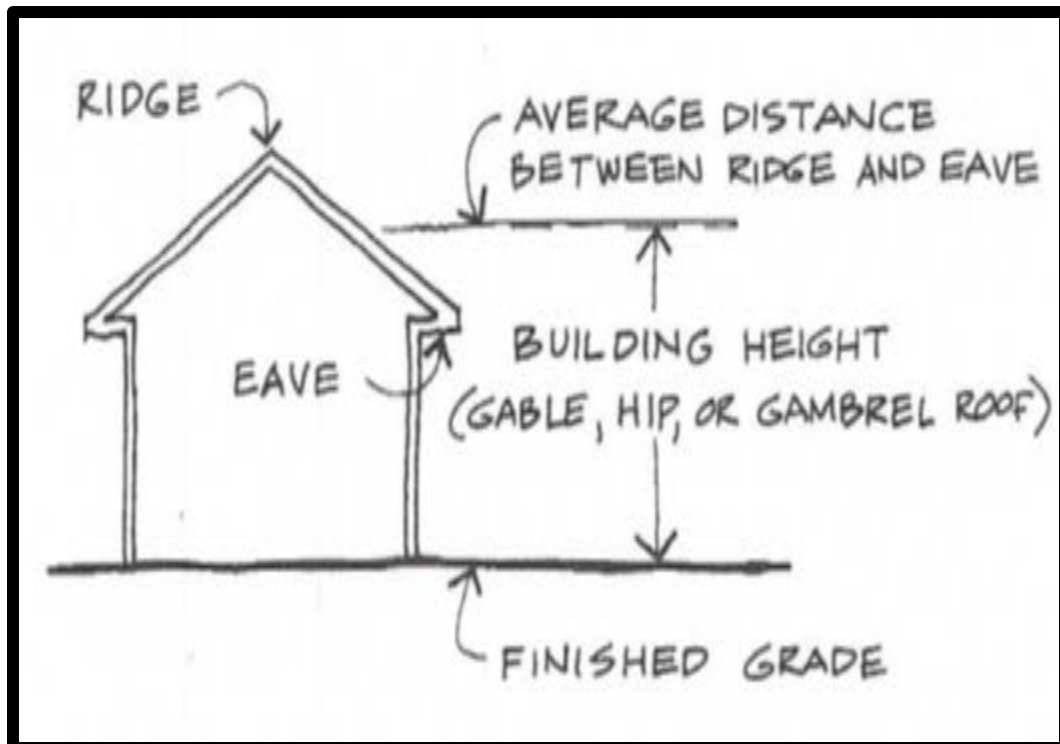 RIDGE
AVERAGE DISTANCE
BETWEEN RIDGE AND EAVE
BUILDING HEIGHT
EAVE
(GABLE, HIP, OR GAMBREL ROOF)
FINISHED GRADE